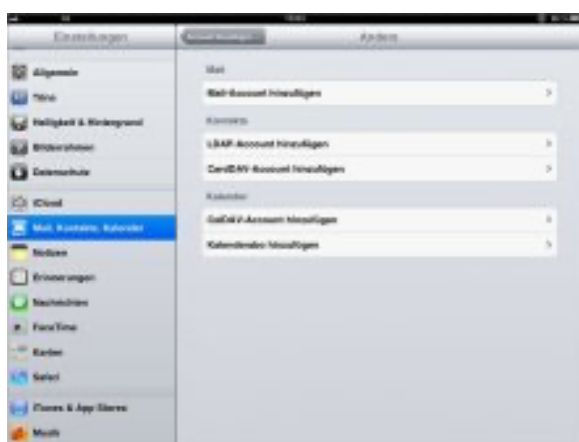 Einstellungen
Allgemein
Töne
Helligkeit & Hintergrund
Bilderrahmen
Datenschutz
iCloud
Mail, Kontakte, Kalender
Notizen
Erinnerungen
Nachrichten
FaceTime
Karten
Safari
iTunes & App Stores
Musik
Andere
Mail
Mail-Account hinzufügen
Kontakte
LDAP-Account hinzufügen
CardDAV-Account hinzufügen
Kalender
CalDAV-Account hinzufügen
Kalenderabo hinzufügen